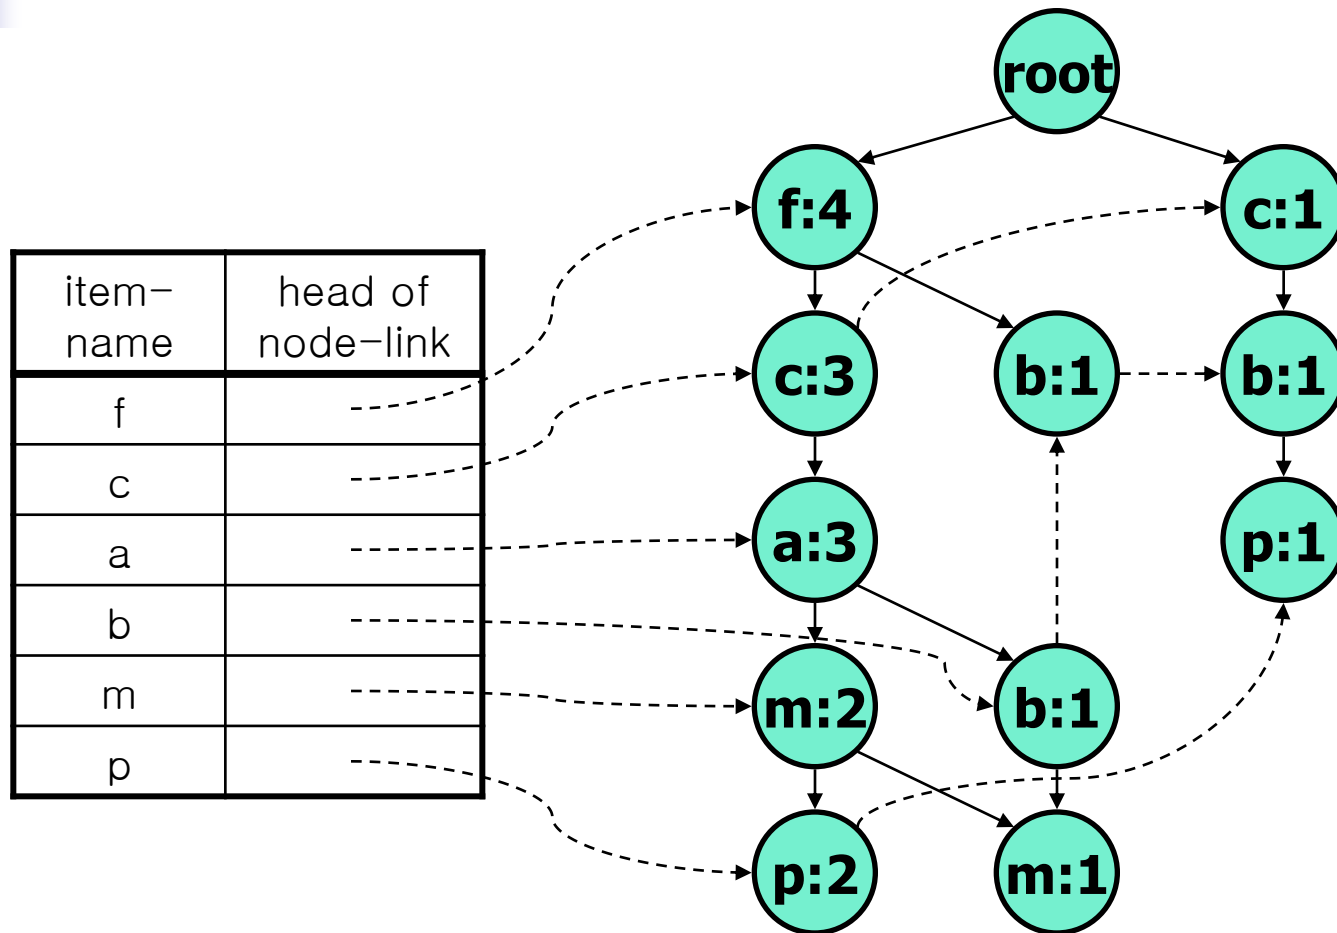 root
f:4
c:1
item-
name
head of
node-link
c:3
b:1
b:1
f
c
a
a:3
p:1
b
m
m:2
b:1
p
p:2
m:1